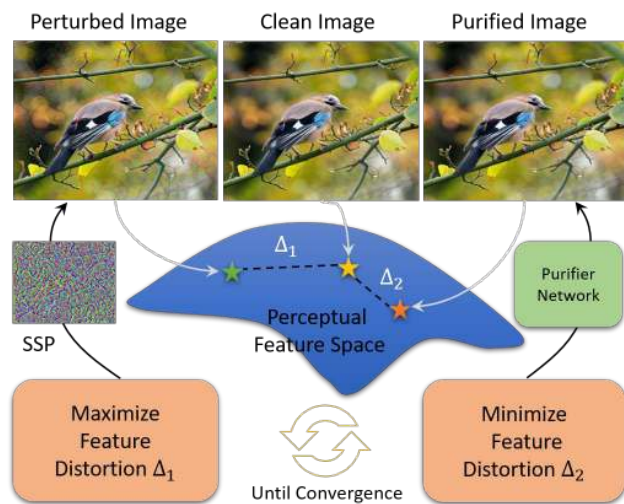 Perturbed Image
Clean Image
Purified Image
Δ₁
Δ₂
Perceptual
Feature Space
SSP
Purifier
Network
Maximize
Feature
Distortion Δ₁
Minimize
Feature
Distortion Δ₂
Until Convergence